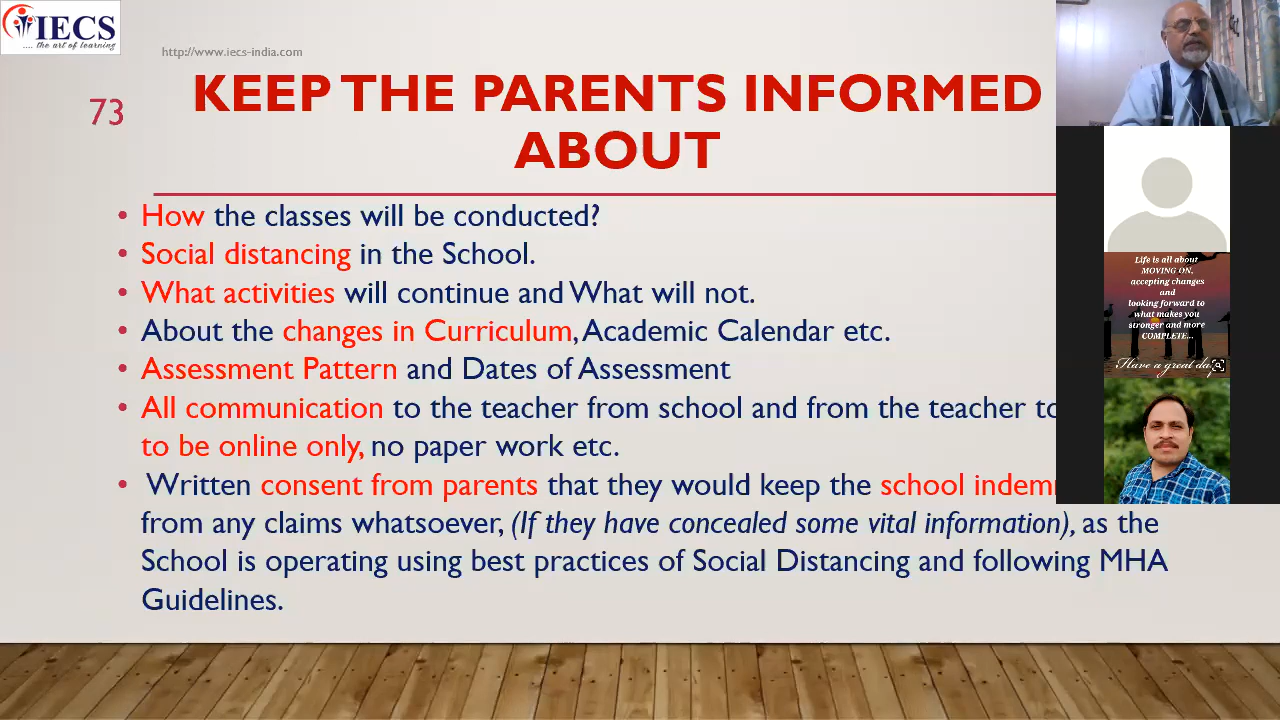 IECS
.... the art of learning
http://www.iecs-india.com
73
KEEP THE PARENTS INFORMED
ABOUT
• How the classes will be conducted?
• Social distancing in the School.
• What activities will continue and What will not.
• About the changes in Curriculum, Academic Calendar etc.
• Assessment Pattern and Dates of Assessment
• All communication to the teacher from school and from the teacher to
to be online only, no paper work etc.
• Written consent from parents that they would keep the school
from any claims whatsoever, (If they have concealed some vital information), as the
School is operating using best practices of Social Distancing and following MHA
Guidelines.
Life is all about
MOVING ON,
accepting changes
and
looking forward to
what makes you
stronger and more
COMPLETE...
Have a great